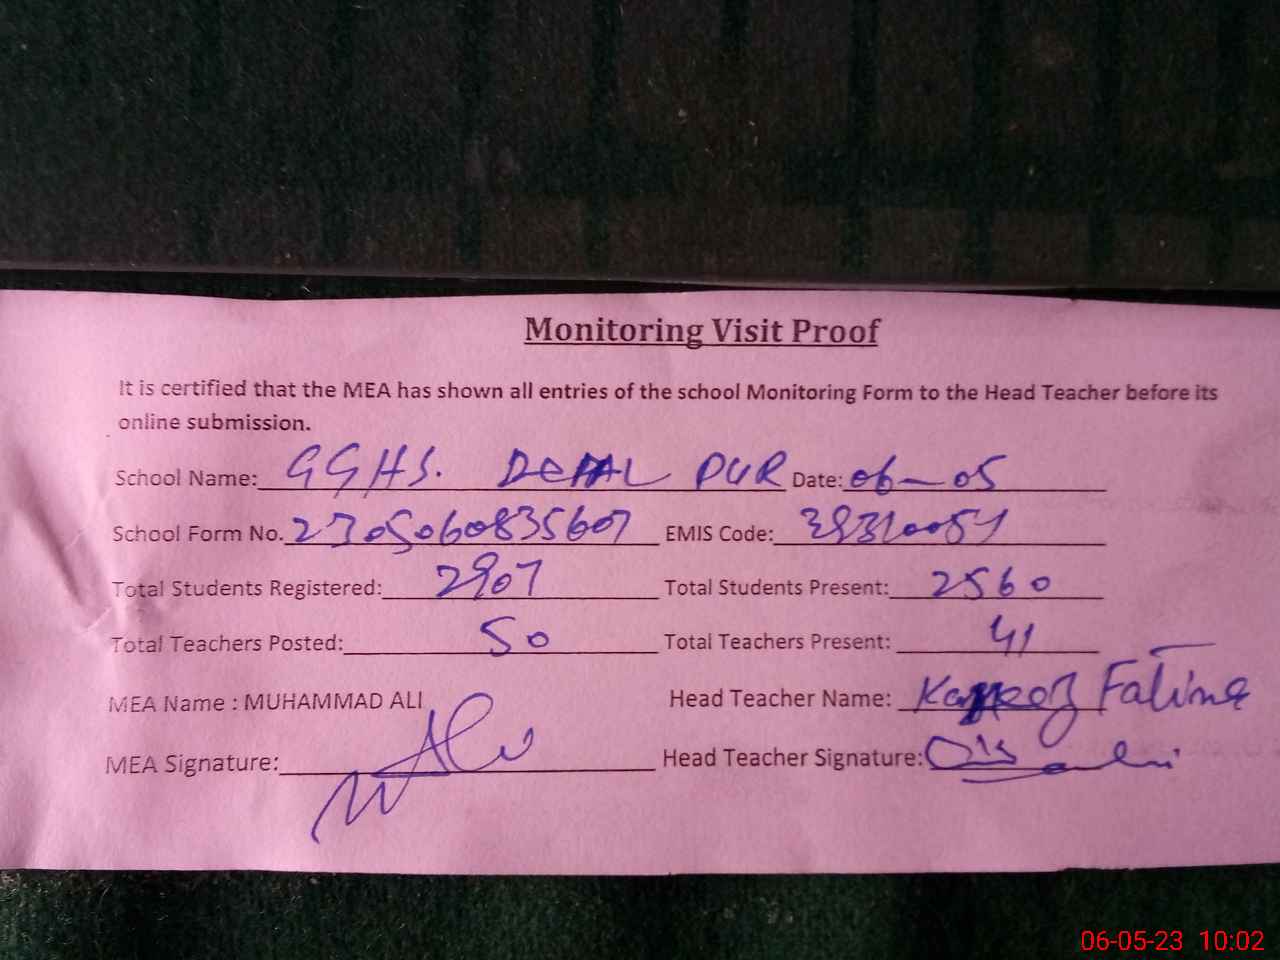 Monitoring Visit Proof
It is certified that the MEA has shown all entries of the school Monitoring Form to the Head Teacher before its
online submission.
School Name: GGHS. DEPAL PUR Date: 06-05
School Form No. 2305060835607 EMIS Code:
Total Students Registered: 2907 Total Students Present: 2560
Total Teachers Posted: 50 Total Teachers Present: 41
MEA Name : MUHAMMAD ALI Head Teacher Name: Fatima
MEA Signature: Head Teacher Signature:
06-05-23 10:02